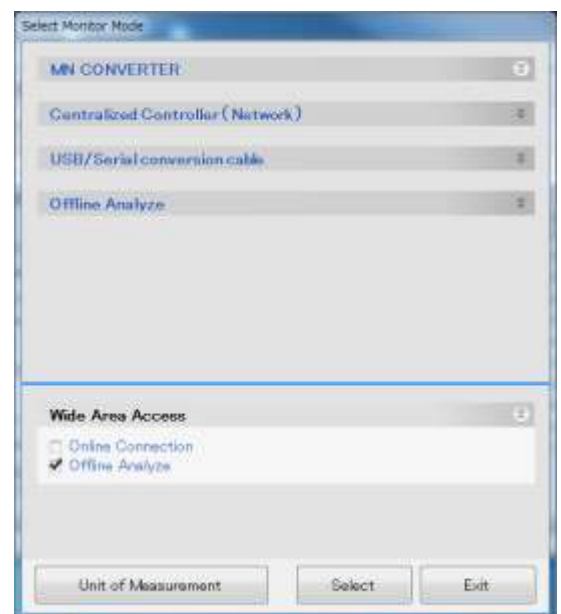 Select Monitor Mode
MN CONVERTER
Centralized Controller ( Network )
USB/Serial conversion cable
Offline Analyze
Wide Area Access
Online Connection
Offline Analyze
Unit of Measurement
Select
Exit